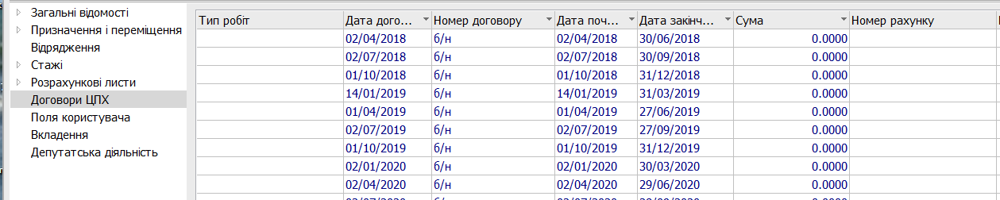 Загальні відомості
Призначення і переміщення
Відрядження
Стажі
Розрахункові листи
Договори ЦПХ
Поля користувача
Вкладення
Депутатська діяльність
Тип робіт Дата дого... Номер договору Дата поч... Дата закінч... Сума Номер рахунку
02/04/2018 б/н 02/04/2018 30/06/2018 0.0000
02/07/2018 б/н 02/07/2018 30/09/2018 0.0000
01/10/2018 б/н 01/10/2018 31/12/2018 0.0000
14/01/2019 б/н 14/01/2019 31/03/2019 0.0000
01/04/2019 б/н 01/04/2019 27/06/2019 0.0000
02/07/2019 б/н 02/07/2019 27/09/2019 0.0000
01/10/2019 б/н 01/10/2019 31/12/2019 0.0000
02/01/2020 б/н 02/01/2020 30/03/2020 0.0000
02/04/2020 б/н 02/04/2020 29/06/2020 0.0000